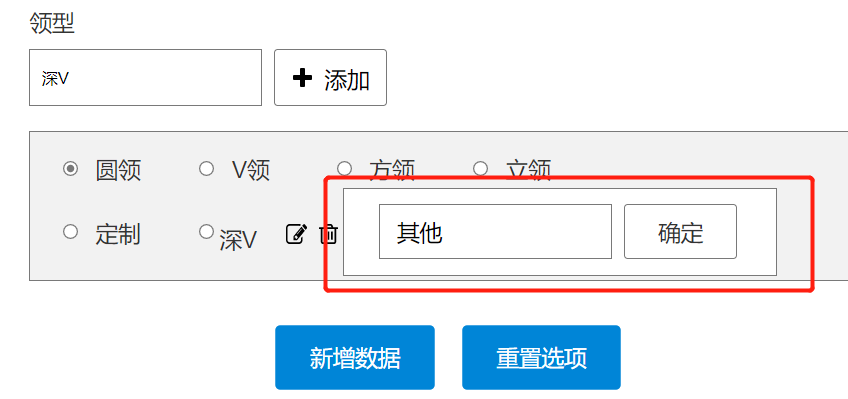 领型
深V
添加
圆领 V领 方领 立领
定制 深V 其他 确定
新增数据 重置选项